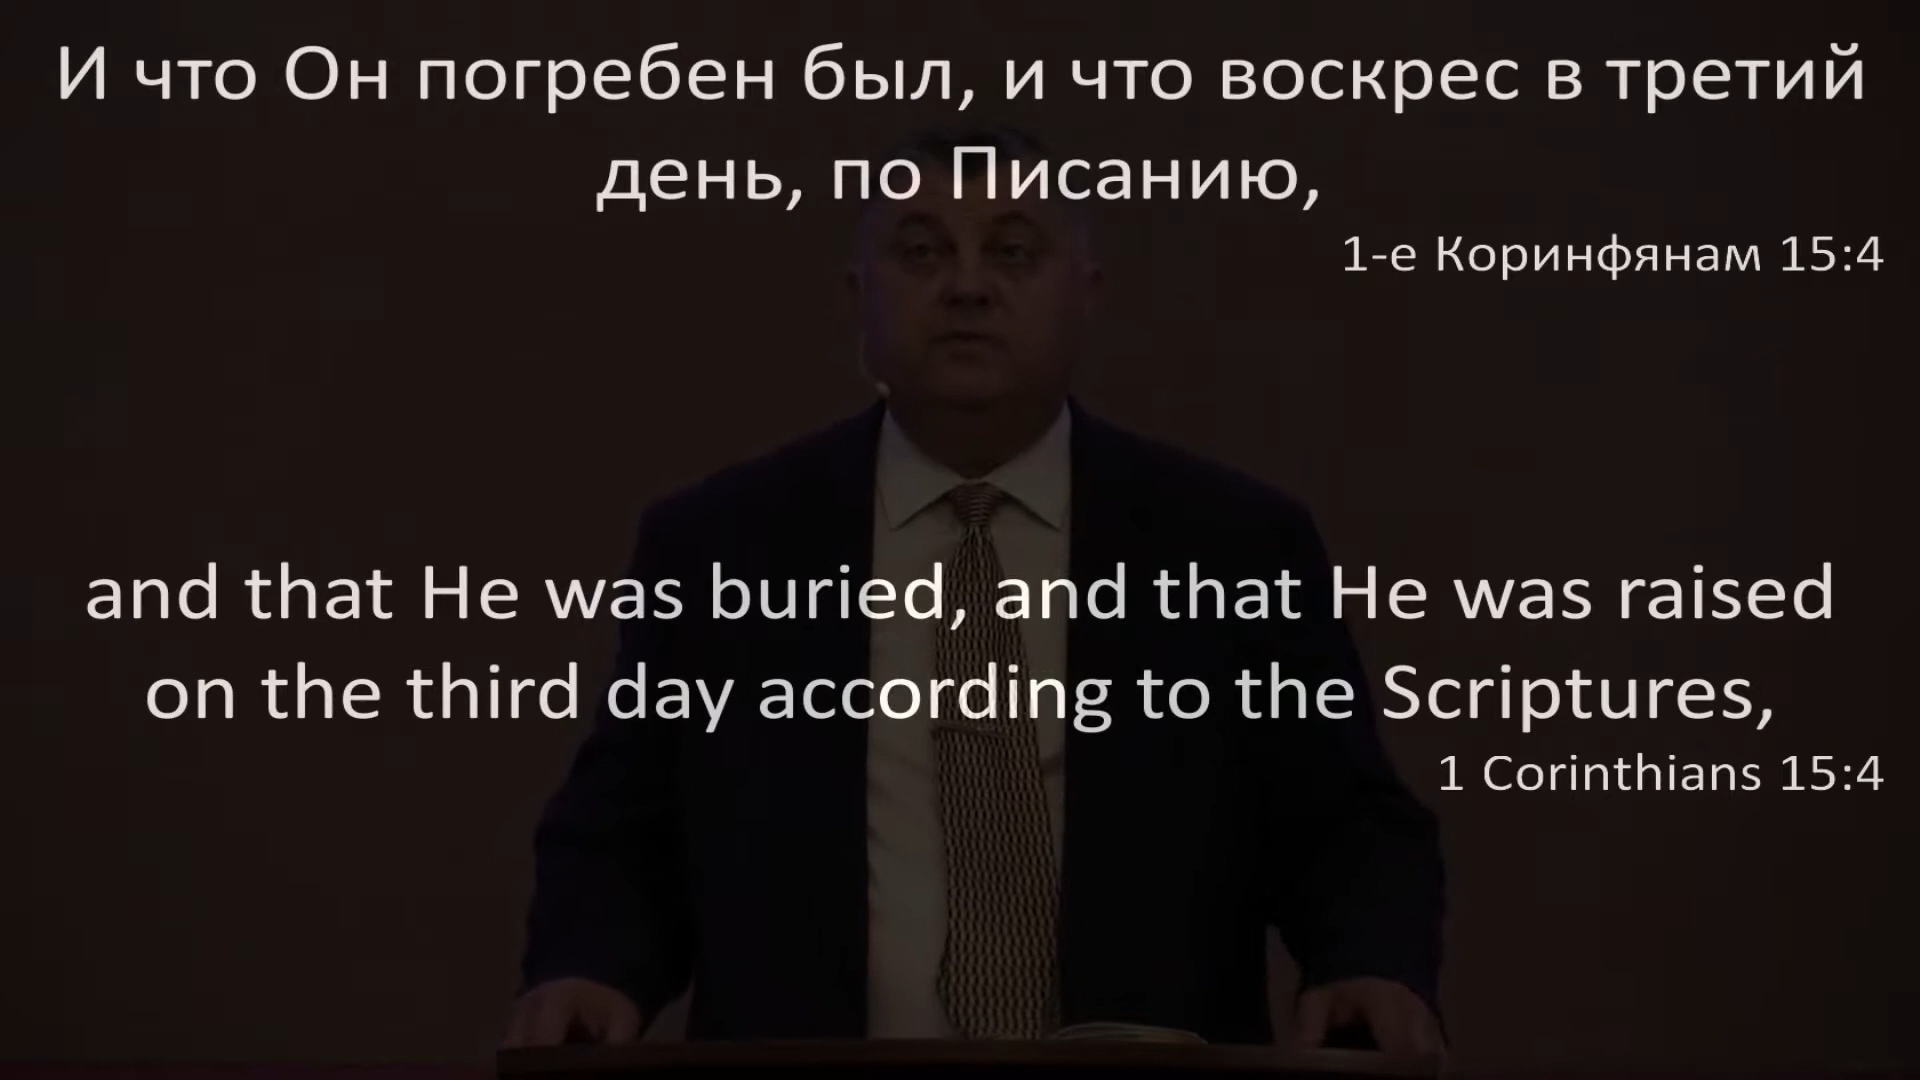 И что Он погребен был, и что воскрес в третий
день, по Писанию,
1-е Коринфянам 15:4
and that He was buried, and that He was raised
on the third day according to the Scriptures,
1 Corinthians 15:4